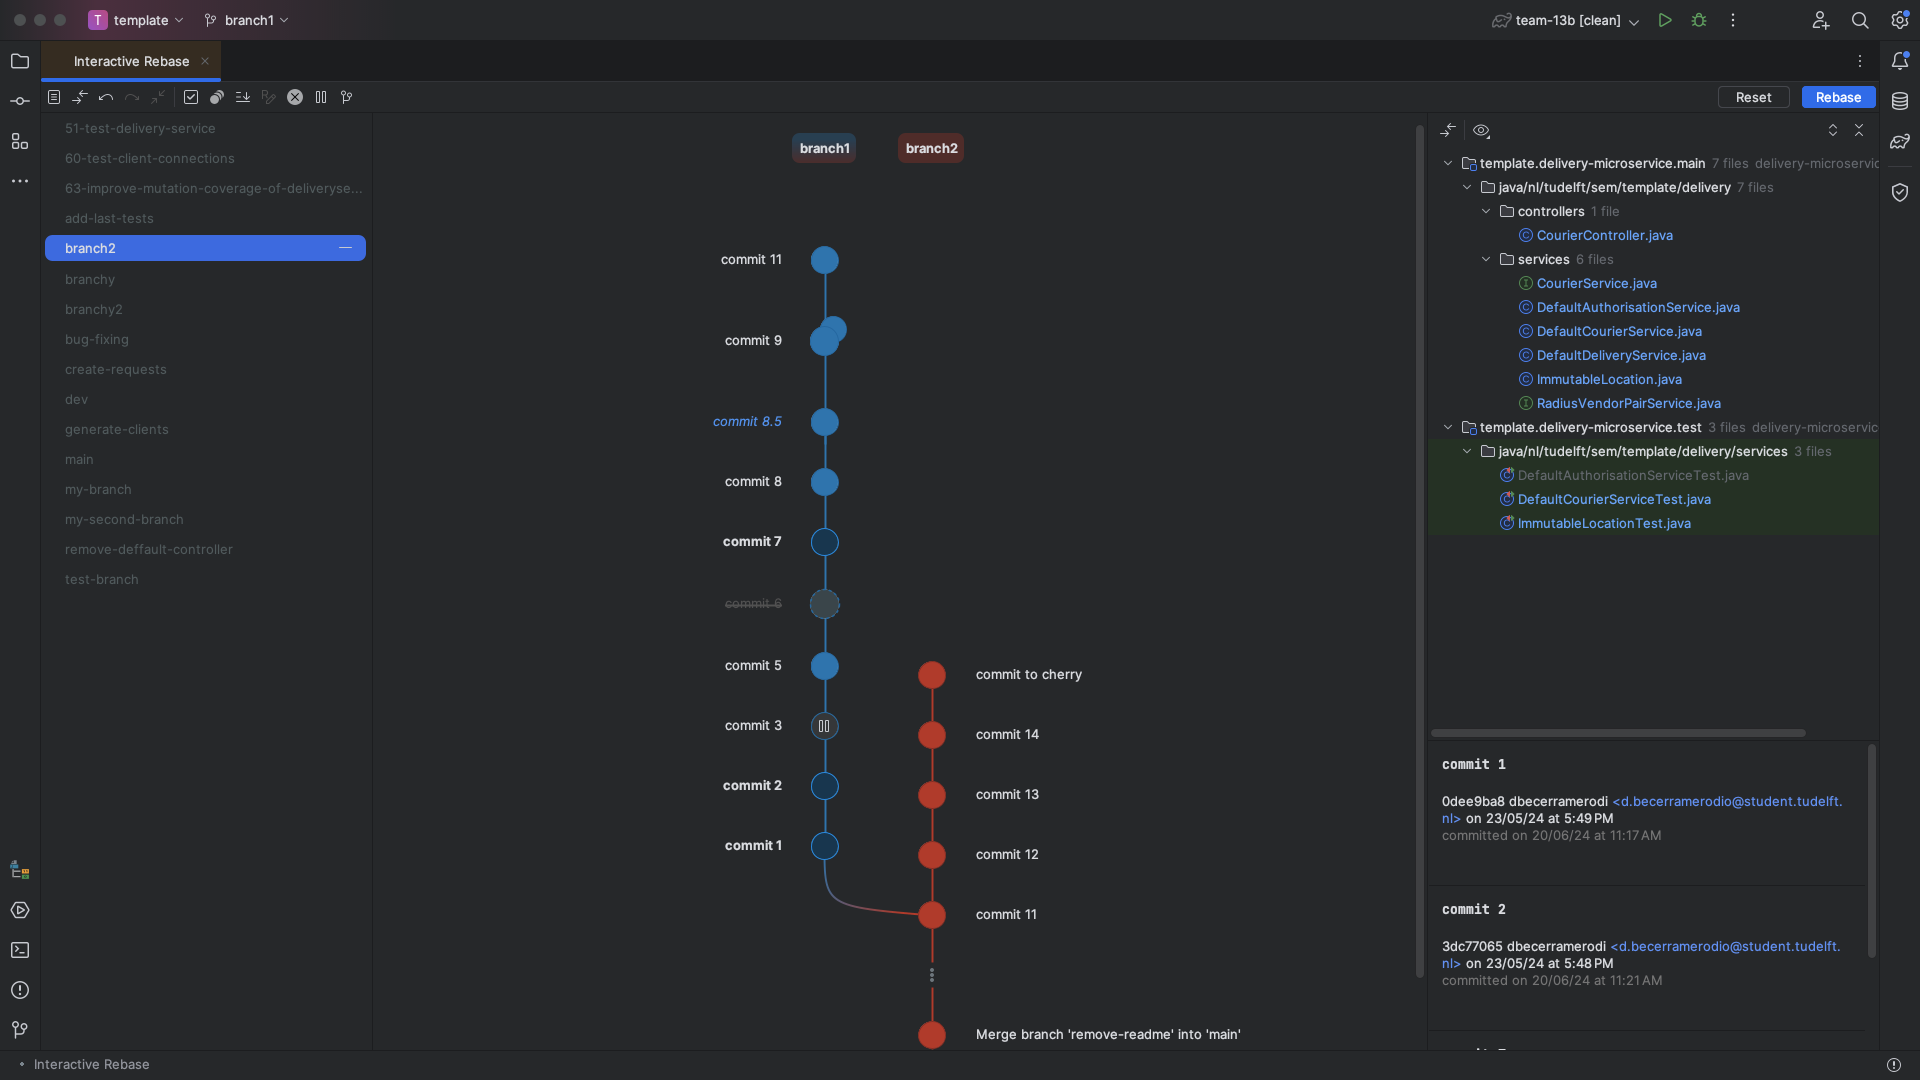 T template
branch1
team-13b [clean]
Interactive Rebase
Reset
Rebase
51-test-delivery-service
60-test-client-connections
63-improve-mutation-coverage-of-deliveryse...
add-last-tests
branch2
branchy
branchy2
bug-fixing
create-requests
dev
generate-clients
main
my-branch
my-second-branch
remove-deffault-controller
test-branch
branch1
branch2
commit 11
commit 9
commit 8.5
commit 8
commit 7
commit 6
commit 5
commit 3
commit 2
commit 1
commit to cherry
commit 14
commit 13
commit 12
commit 11
Merge branch 'remove-readme' into 'main'
template.delivery-microservice.main 7 files delivery-microservic
java/nl/tudelft/sem/template/delivery 7 files
controllers 1 file
CourierController.java
services 6 files
CourierService.java
DefaultAuthorisationService.java
DefaultCourierService.java
DefaultDeliveryService.java
ImmutableLocation.java
RadiusVendorPairService.java
template.delivery-microservice.test 3 files delivery-microservic
java/nl/tudelft/sem/template/delivery/services 3 files
DefaultAuthorisationServiceTest.java
DefaultCourierServiceTest.java
ImmutableLocationTest.java
commit 1
0dee9ba8 dbecerramerodi <d.becerramerodio@student.tudelft.
nl> on 23/05/24 at 5:49 PM
committed on 20/06/24 at 11:17 AM
commit 2
3dc77065 dbecerramerodi <d.becerramerodio@student.tudelft.
nl> on 23/05/24 at 5:48 PM
committed on 20/06/24 at 11:21 AM
Interactive Rebase